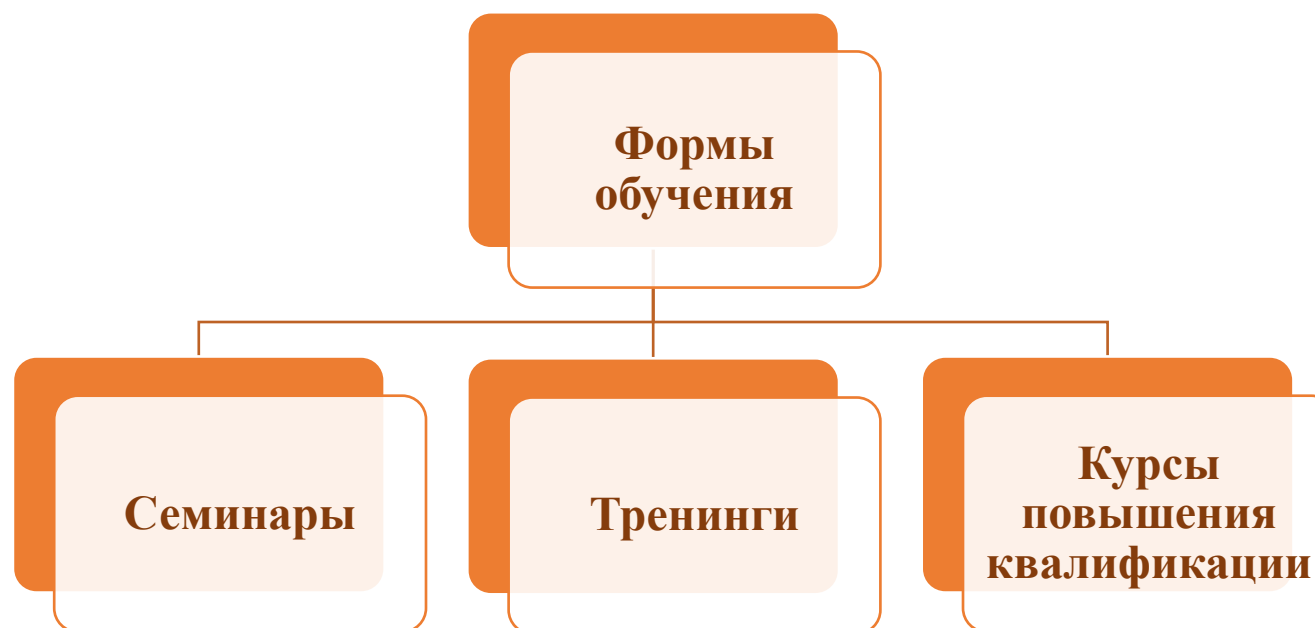 Формы
обучения
Семинары
Тренинги
Курсы
повышения
квалификации